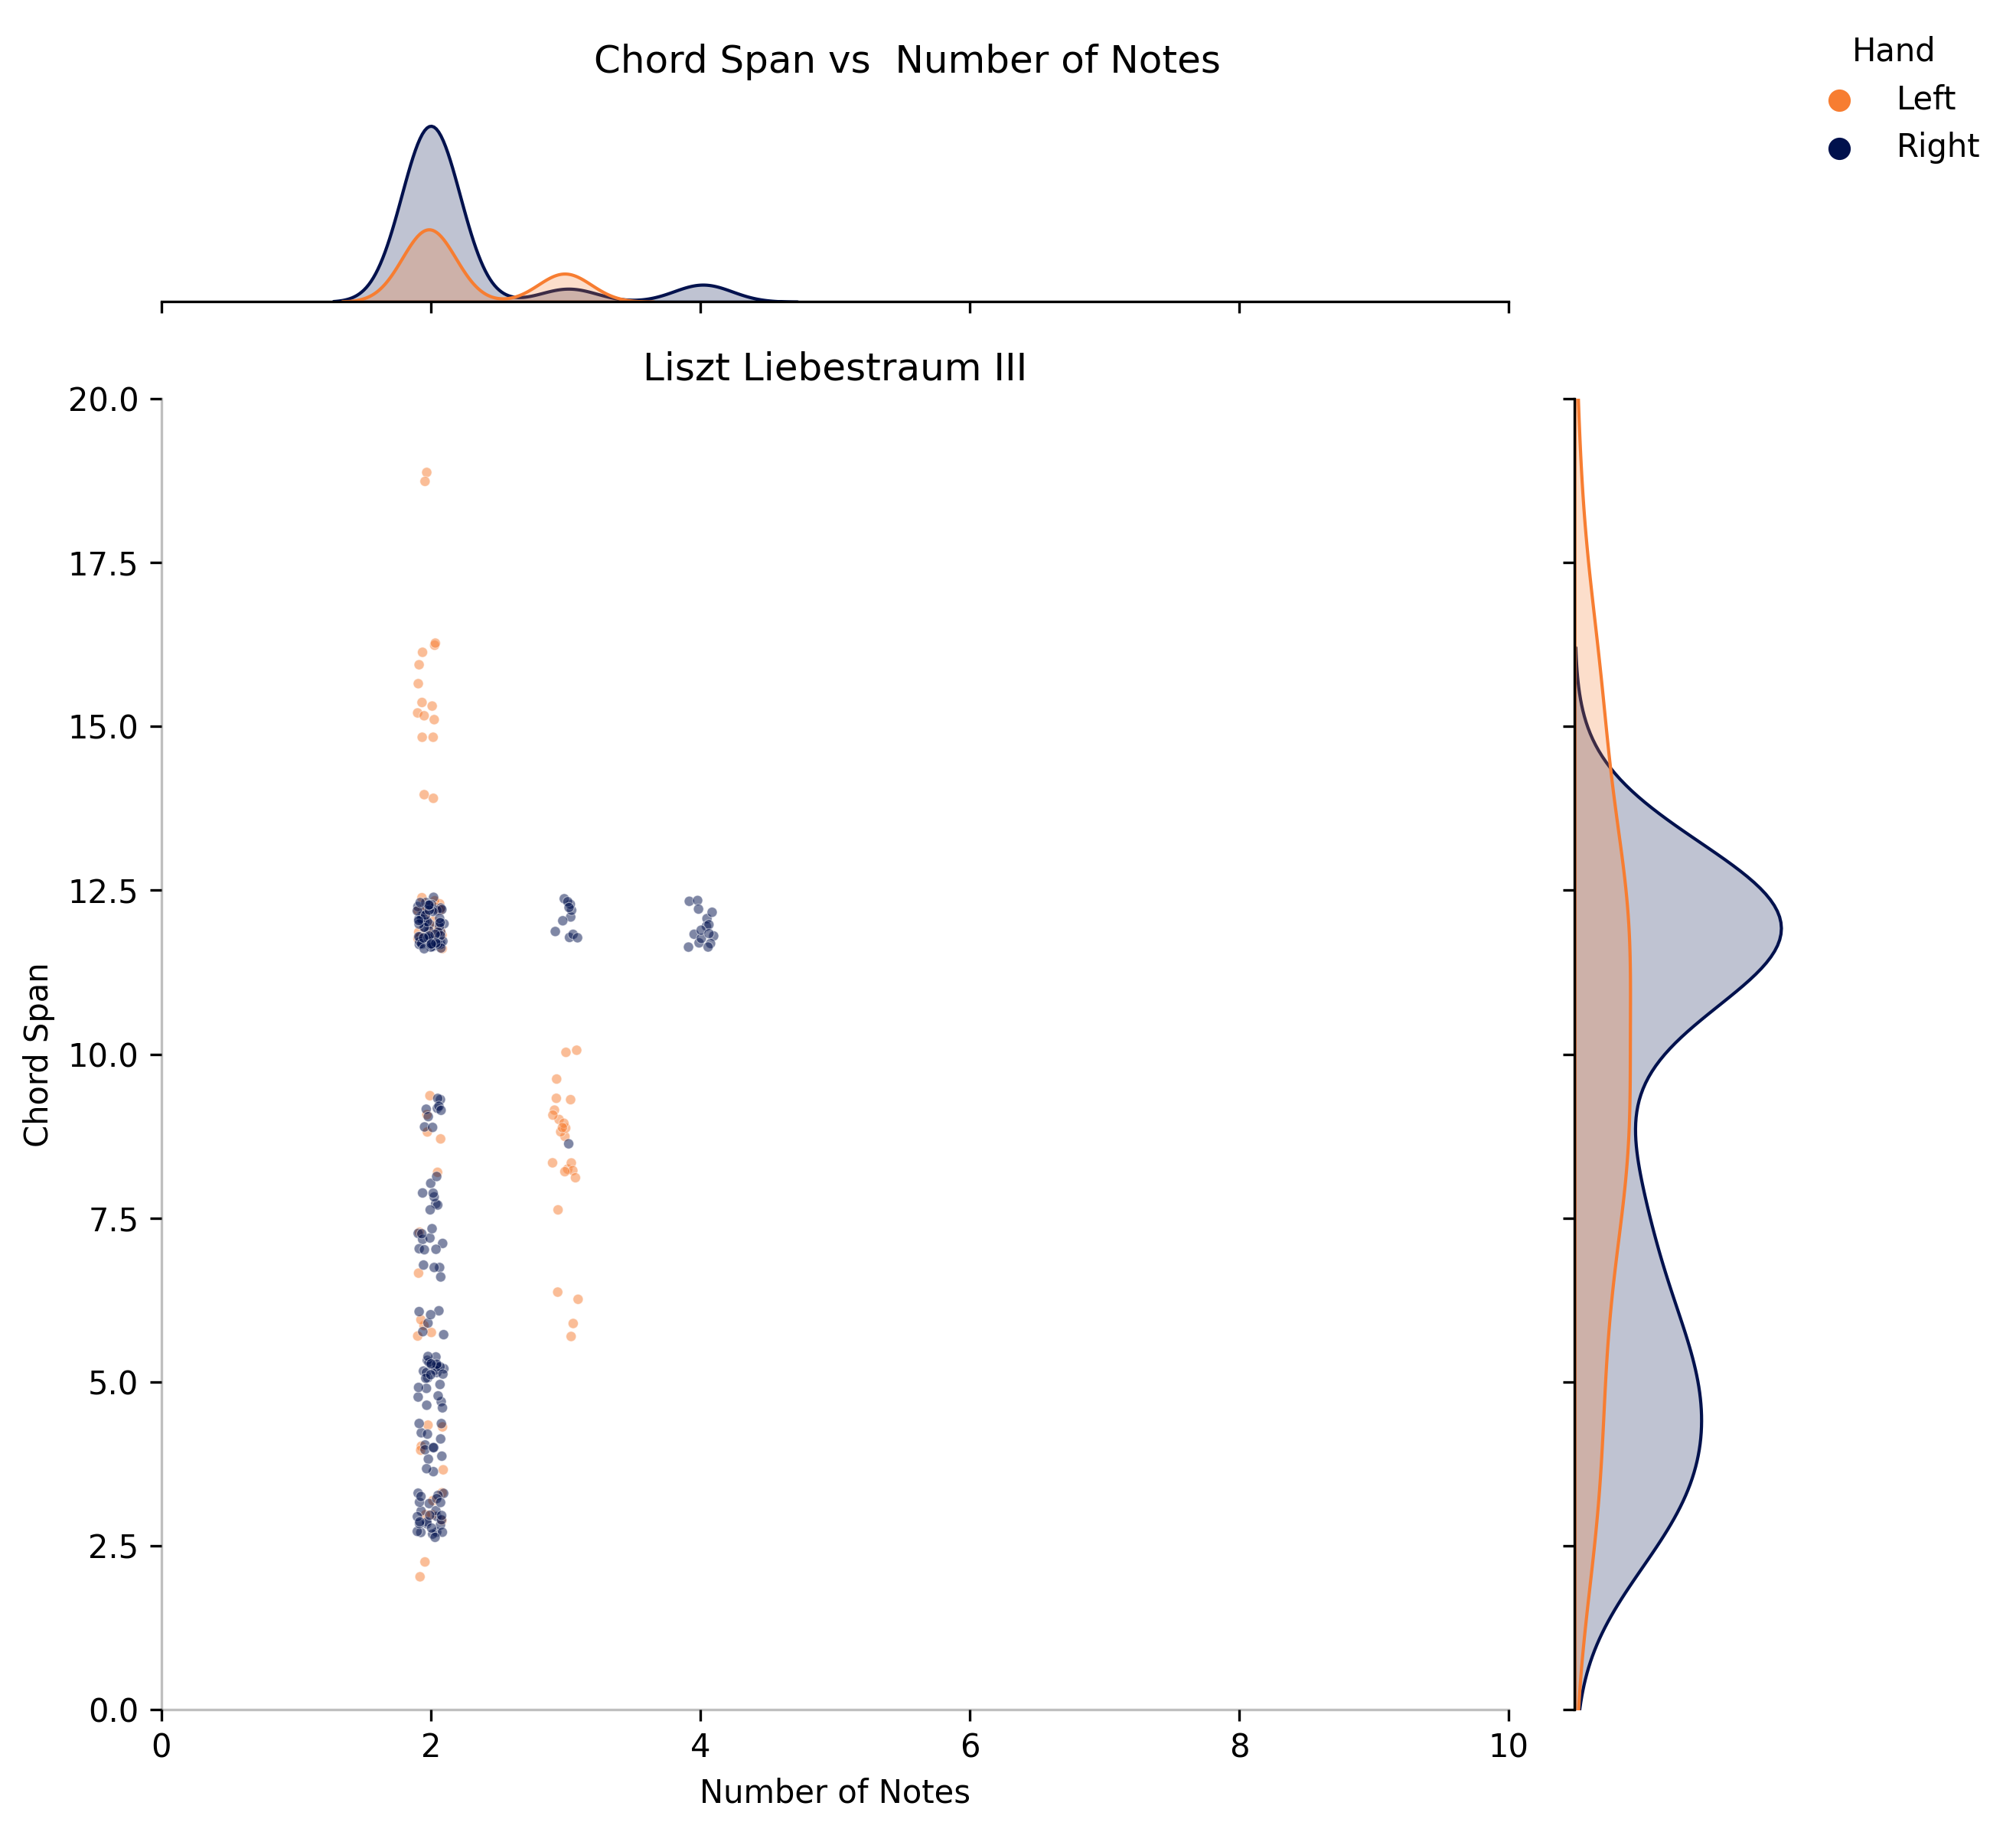 Chord Span vs  Number of Notes
Hand
Left
Right
Liszt Liebestraum III
20.0
17.5
15.0
12.5
10.0
7.5
5.0
2.5
0.0
Chord Span
0 2 4 6 8 10
Number of Notes